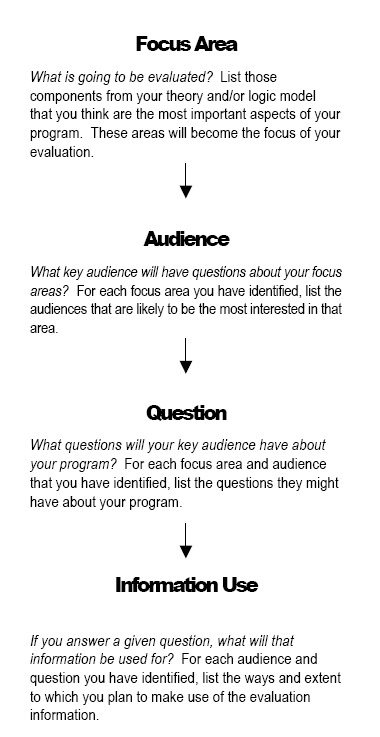 Focus Area
What is going to be evaluated? List those
components from your theory and/or logic model
that you think are the most important aspects of your
program. These areas will become the focus of your
evaluation.
Audience
What key audience will have questions about your focus
areas? For each focus area you have identified, list the
audiences that are likely to be the most interested in that
area.
Question
What questions will your key audience have about
your program? For each focus area and audience
that you have identified, list the questions they might
have about your program.
Information Use
If you answer a given question, what will that
information be used for? For each audience and
question you have identified, list the ways and extent
to which you plan to make use of the evaluation
information.